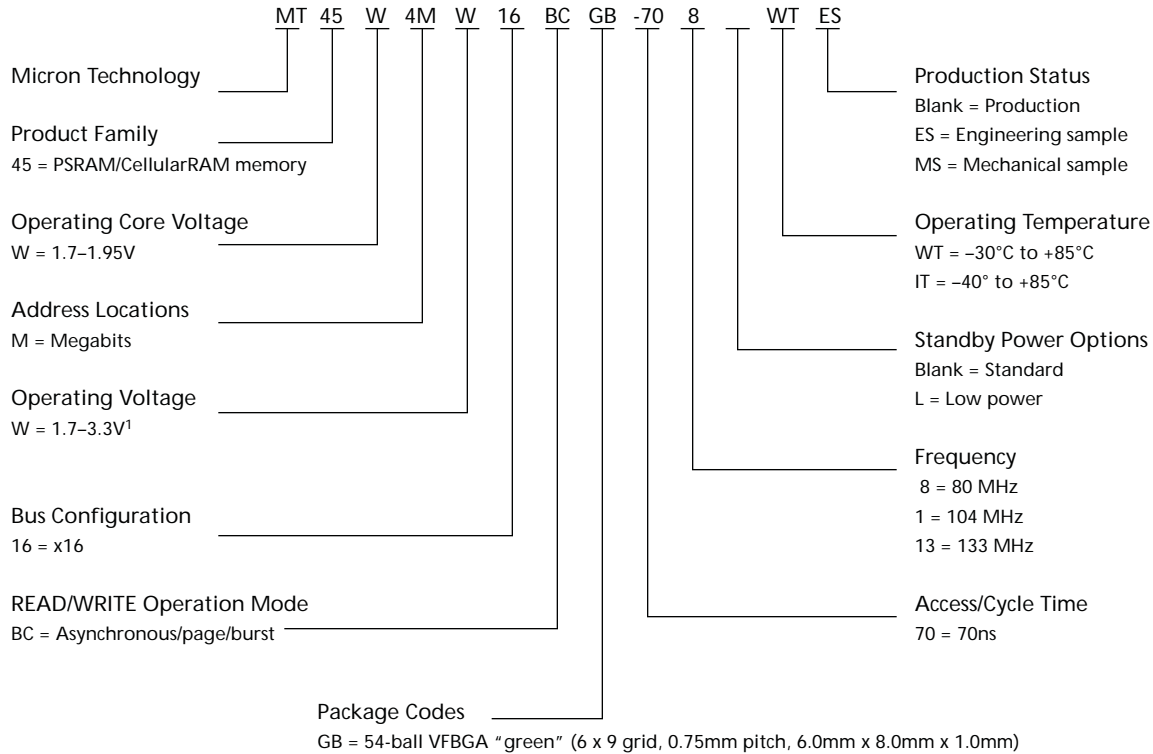 MT 45 W 4M W 16 BC GB -70 8 WT ES
Micron Technology
Product Family
45 = PSRAM/CellularRAM memory
Operating Core Voltage
W = 1.7–1.95V
Address Locations
M = Megabits
Operating Voltage
W = 1.7–3.3V¹
Bus Configuration
16 = x16
READ/WRITE Operation Mode
BC = Asynchronous/page/burst
Package Codes
GB = 54-ball VFBGA “green” (6 x 9 grid, 0.75mm pitch, 6.0mm x 8.0mm x 1.0mm)
Production Status
Blank = Production
ES = Engineering sample
MS = Mechanical sample
Operating Temperature
WT = –30°C to +85°C
IT = –40° to +85°C
Standby Power Options
Blank = Standard
L = Low power
Frequency
8 = 80 MHz
1 = 104 MHz
13 = 133 MHz
Access/Cycle Time
70 = 70ns